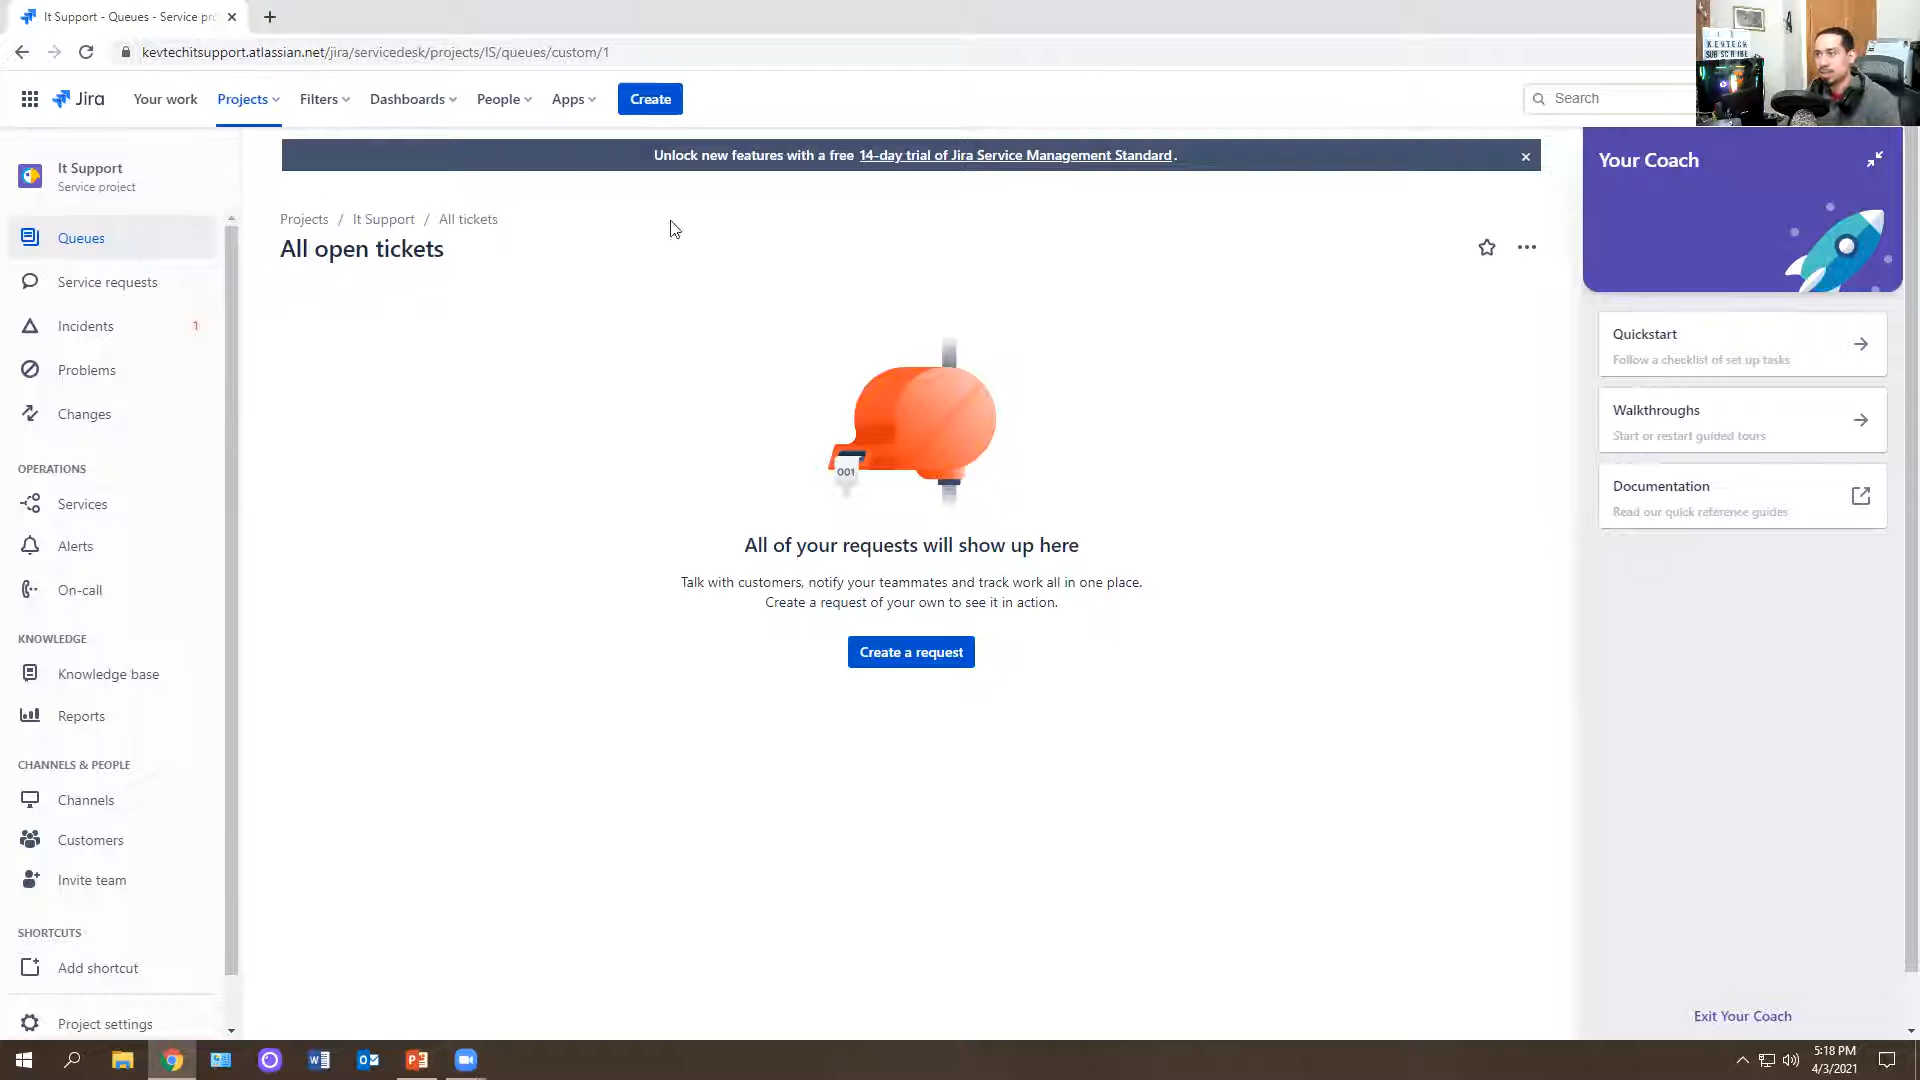 It Support - Queues - Service pr
kevtechitsupport.atlassian.net/jira/servicedesk/projects/IS/queues/custom/1
Jira
Your work
Projects
Filters
Dashboards
People
Apps
Create
Search
KEVTECH
SUBSCRIBE
It Support
Service project
Unlock new features with a free 14-day trial of Jira Service Management Standard.
Your Coach
Projects / It Support / All tickets
All open tickets
Queues
Service requests
Incidents 1
Problems
Changes
OPERATIONS
Services
Alerts
On-call
KNOWLEDGE
Knowledge base
Reports
CHANNELS & PEOPLE
Channels
Customers
Invite team
SHORTCUTS
Add shortcut
Project settings
001
All of your requests will show up here
Talk with customers, notify your teammates and track work all in one place.
Create a request of your own to see it in action.
Create a request
Quickstart
Follow a checklist of set up tasks
Walkthroughs
Start or restart guided tours
Documentation
Read our quick reference guides
Exit Your Coach
5:18 PM
4/3/2021